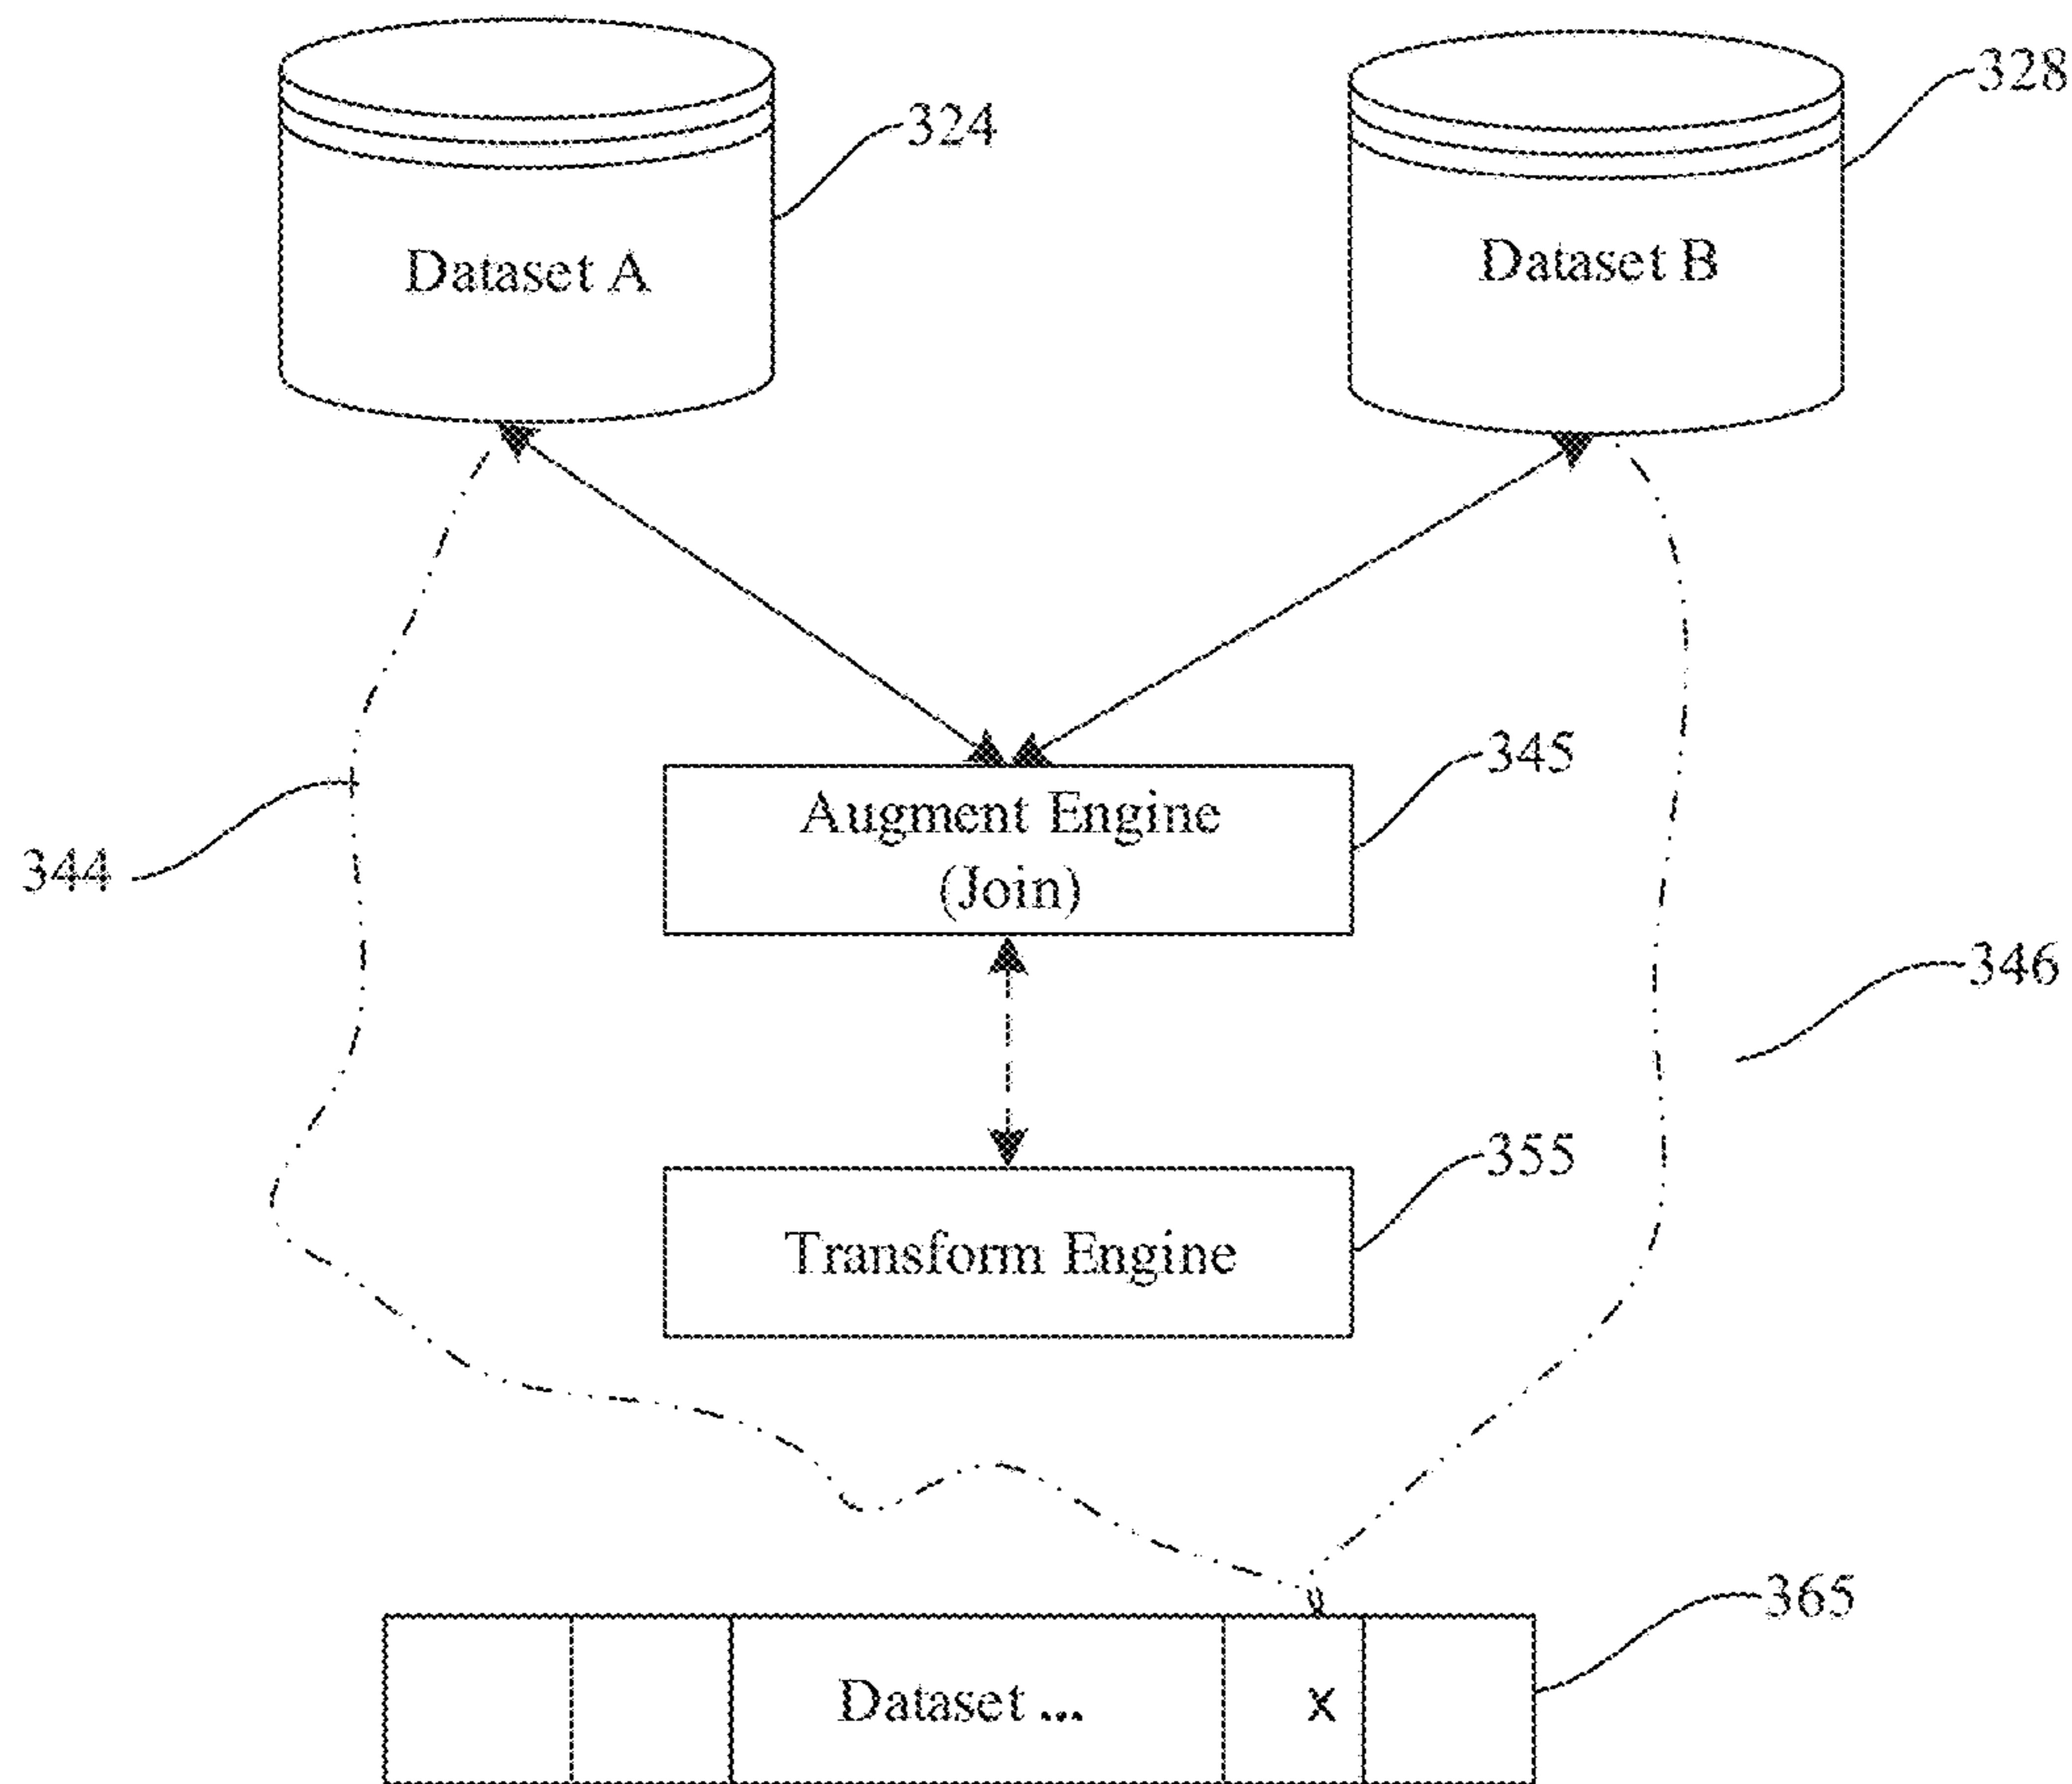 328
324
Dataset A
Dataset B
345
Augment Engine
(Join)
344
346
355
Transform Engine
365
Dataset ...
X